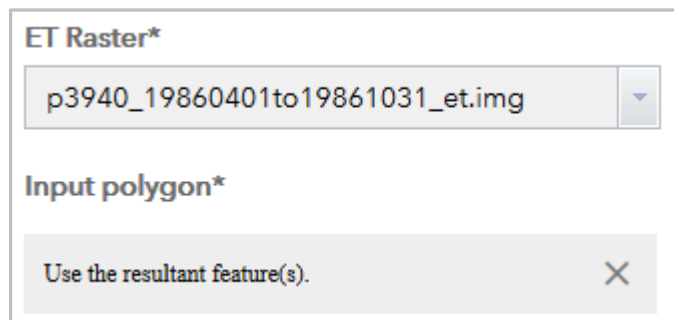 ET Raster*
p3940_19860401to19861031_et.img
Input polygon*
Use the resultant feature(s).